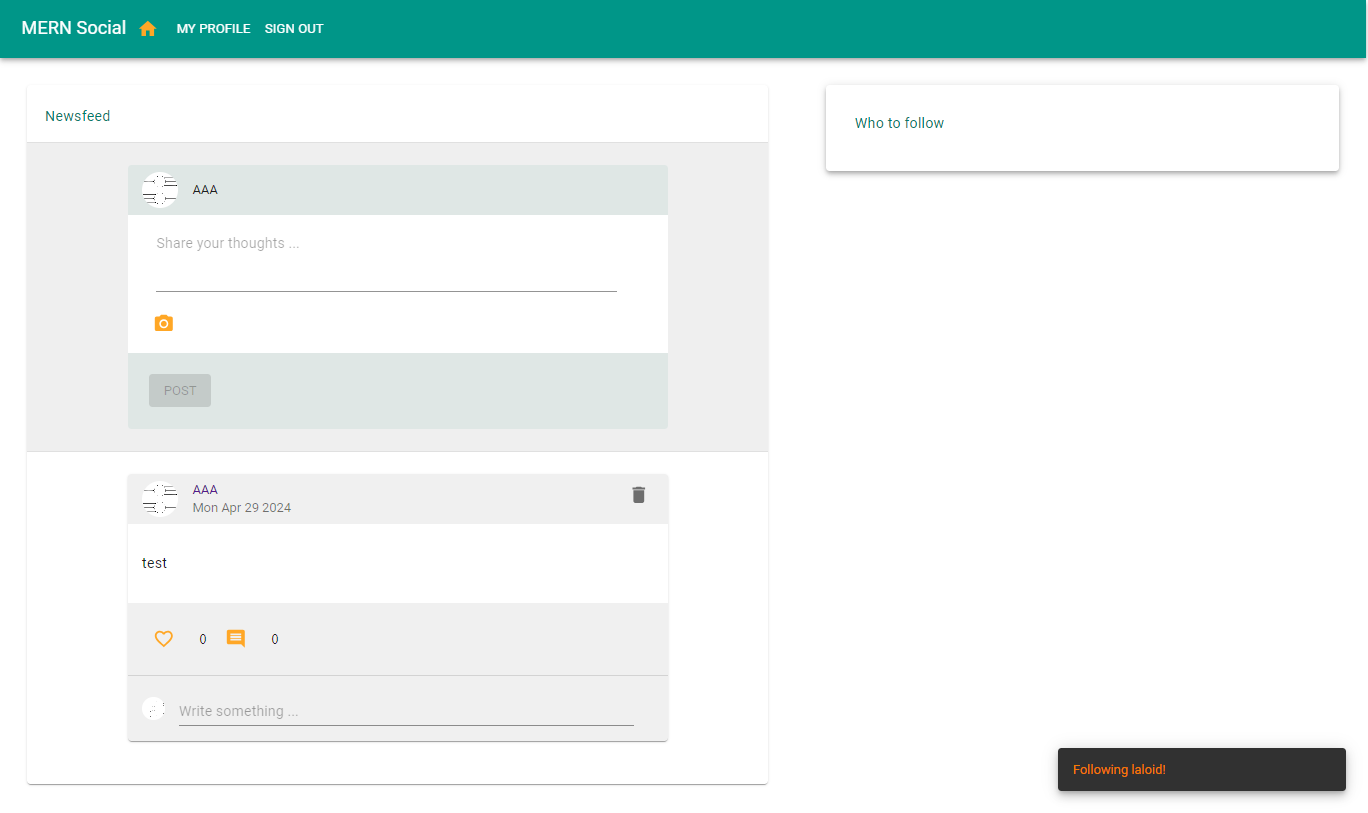 MERN Social MY PROFILE SIGN OUT
Newsfeed
Who to follow
AAA
Share your thoughts ...
POST
AAA
Mon Apr 29 2024
test
0 0
Write something ...
Following laloid!